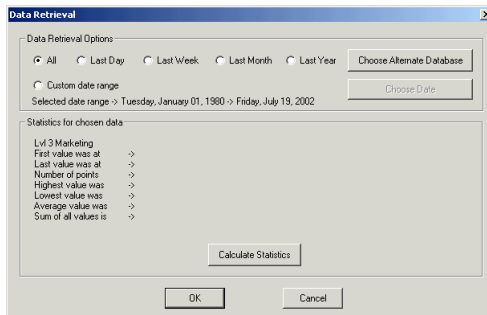 Data Retrieval
Data Retrieval Options
All Last Day Last Week Last Month Last Year Choose Alternate Database
Custom date range Choose Date
Selected date range -> Tuesday, January 01, 1980 -> Friday, July 19, 2002
Statistics for chosen data
Lvl 3 Marketing
First value was at ->
Last value was at ->
Number of points ->
Highest value was ->
Lowest value was ->
Average value was ->
Sum of all values is ->
Calculate Statistics
OK Cancel